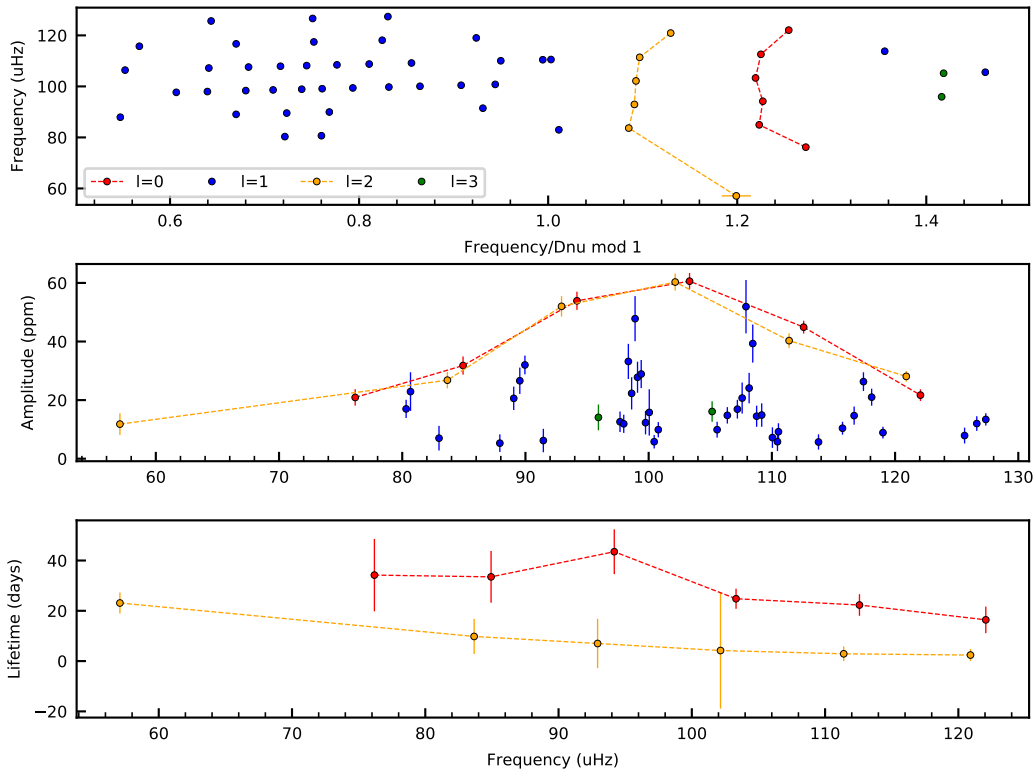 120
100
80
60
Frequency (uHz)
l=0 l=1 l=2 l=3
0.6 0.8 1.0 1.2 1.4
Frequency/Dnu mod 1
60
40
20
0
Amplitude (ppm)
60 70 80 90 100 110 120 130
40
20
0
−20
Lifetime (days)
60 70 80 90 100 110 120
Frequency (uHz)